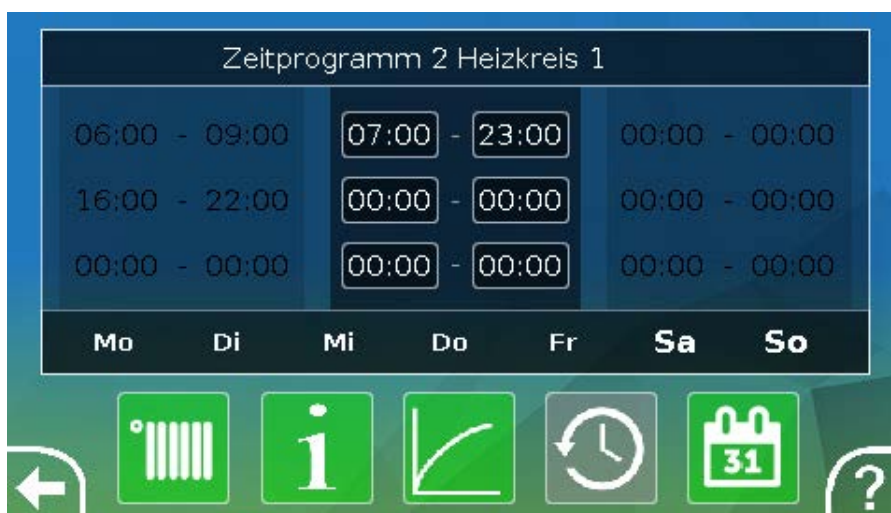 Zeitprogramm 2 Heizkreis 1
06:00 - 09:00 07:00 - 23:00 00:00 - 00:00
16:00 - 22:00 00:00 - 00:00 00:00 - 00:00
00:00 - 00:00 00:00 - 00:00 00:00 - 00:00
Mo Di Mi Do Fr Sa So
i 31
?